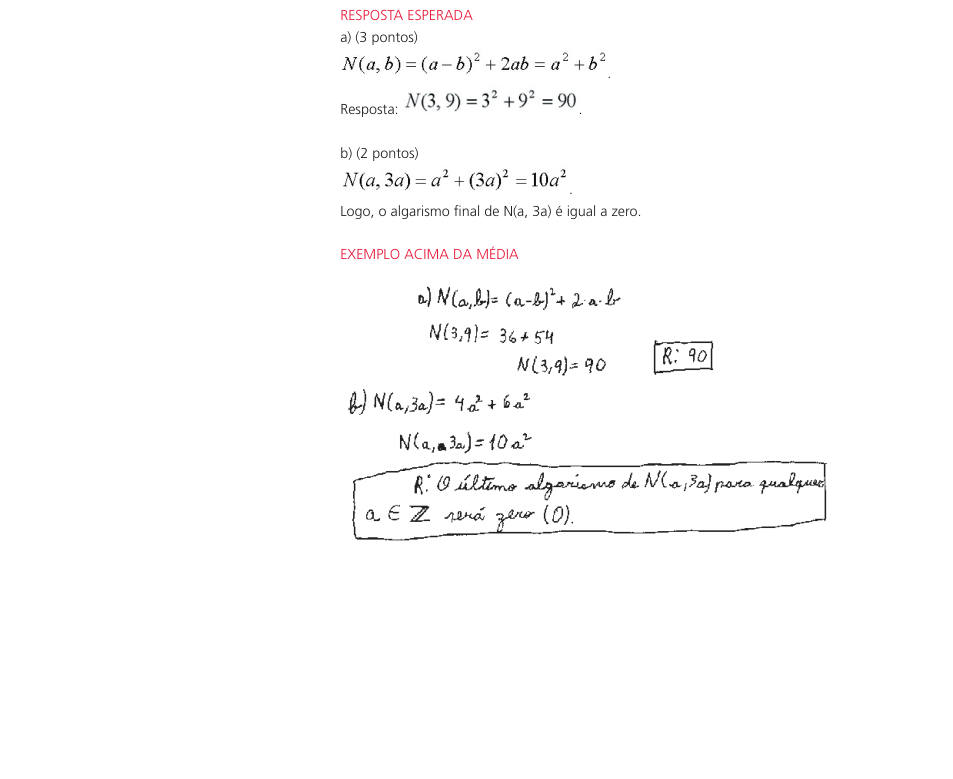 RESPOSTA ESPERADA
a) (3 pontos)
N(a, b) = (a − b)² + 2ab = a² + b².
Resposta: N(3, 9) = 3² + 9² = 90.
b) (2 pontos)
N(a, 3a) = a² + (3a)² = 10a².
Logo, o algarismo final de N(a, 3a) é igual a zero.
EXEMPLO ACIMA DA MÉDIA
a) N(a,b)= (a-b)²+ 2·a·b
N(3,9)= 36 + 54
N(3,9)= 90
R: 90
b) N(a,3a)= 4a² + 6a²
N(a, 3a)=10a²
R: O último algarismo de N(a,3a) para qualquer
a ∈ ℤ será zero (0).